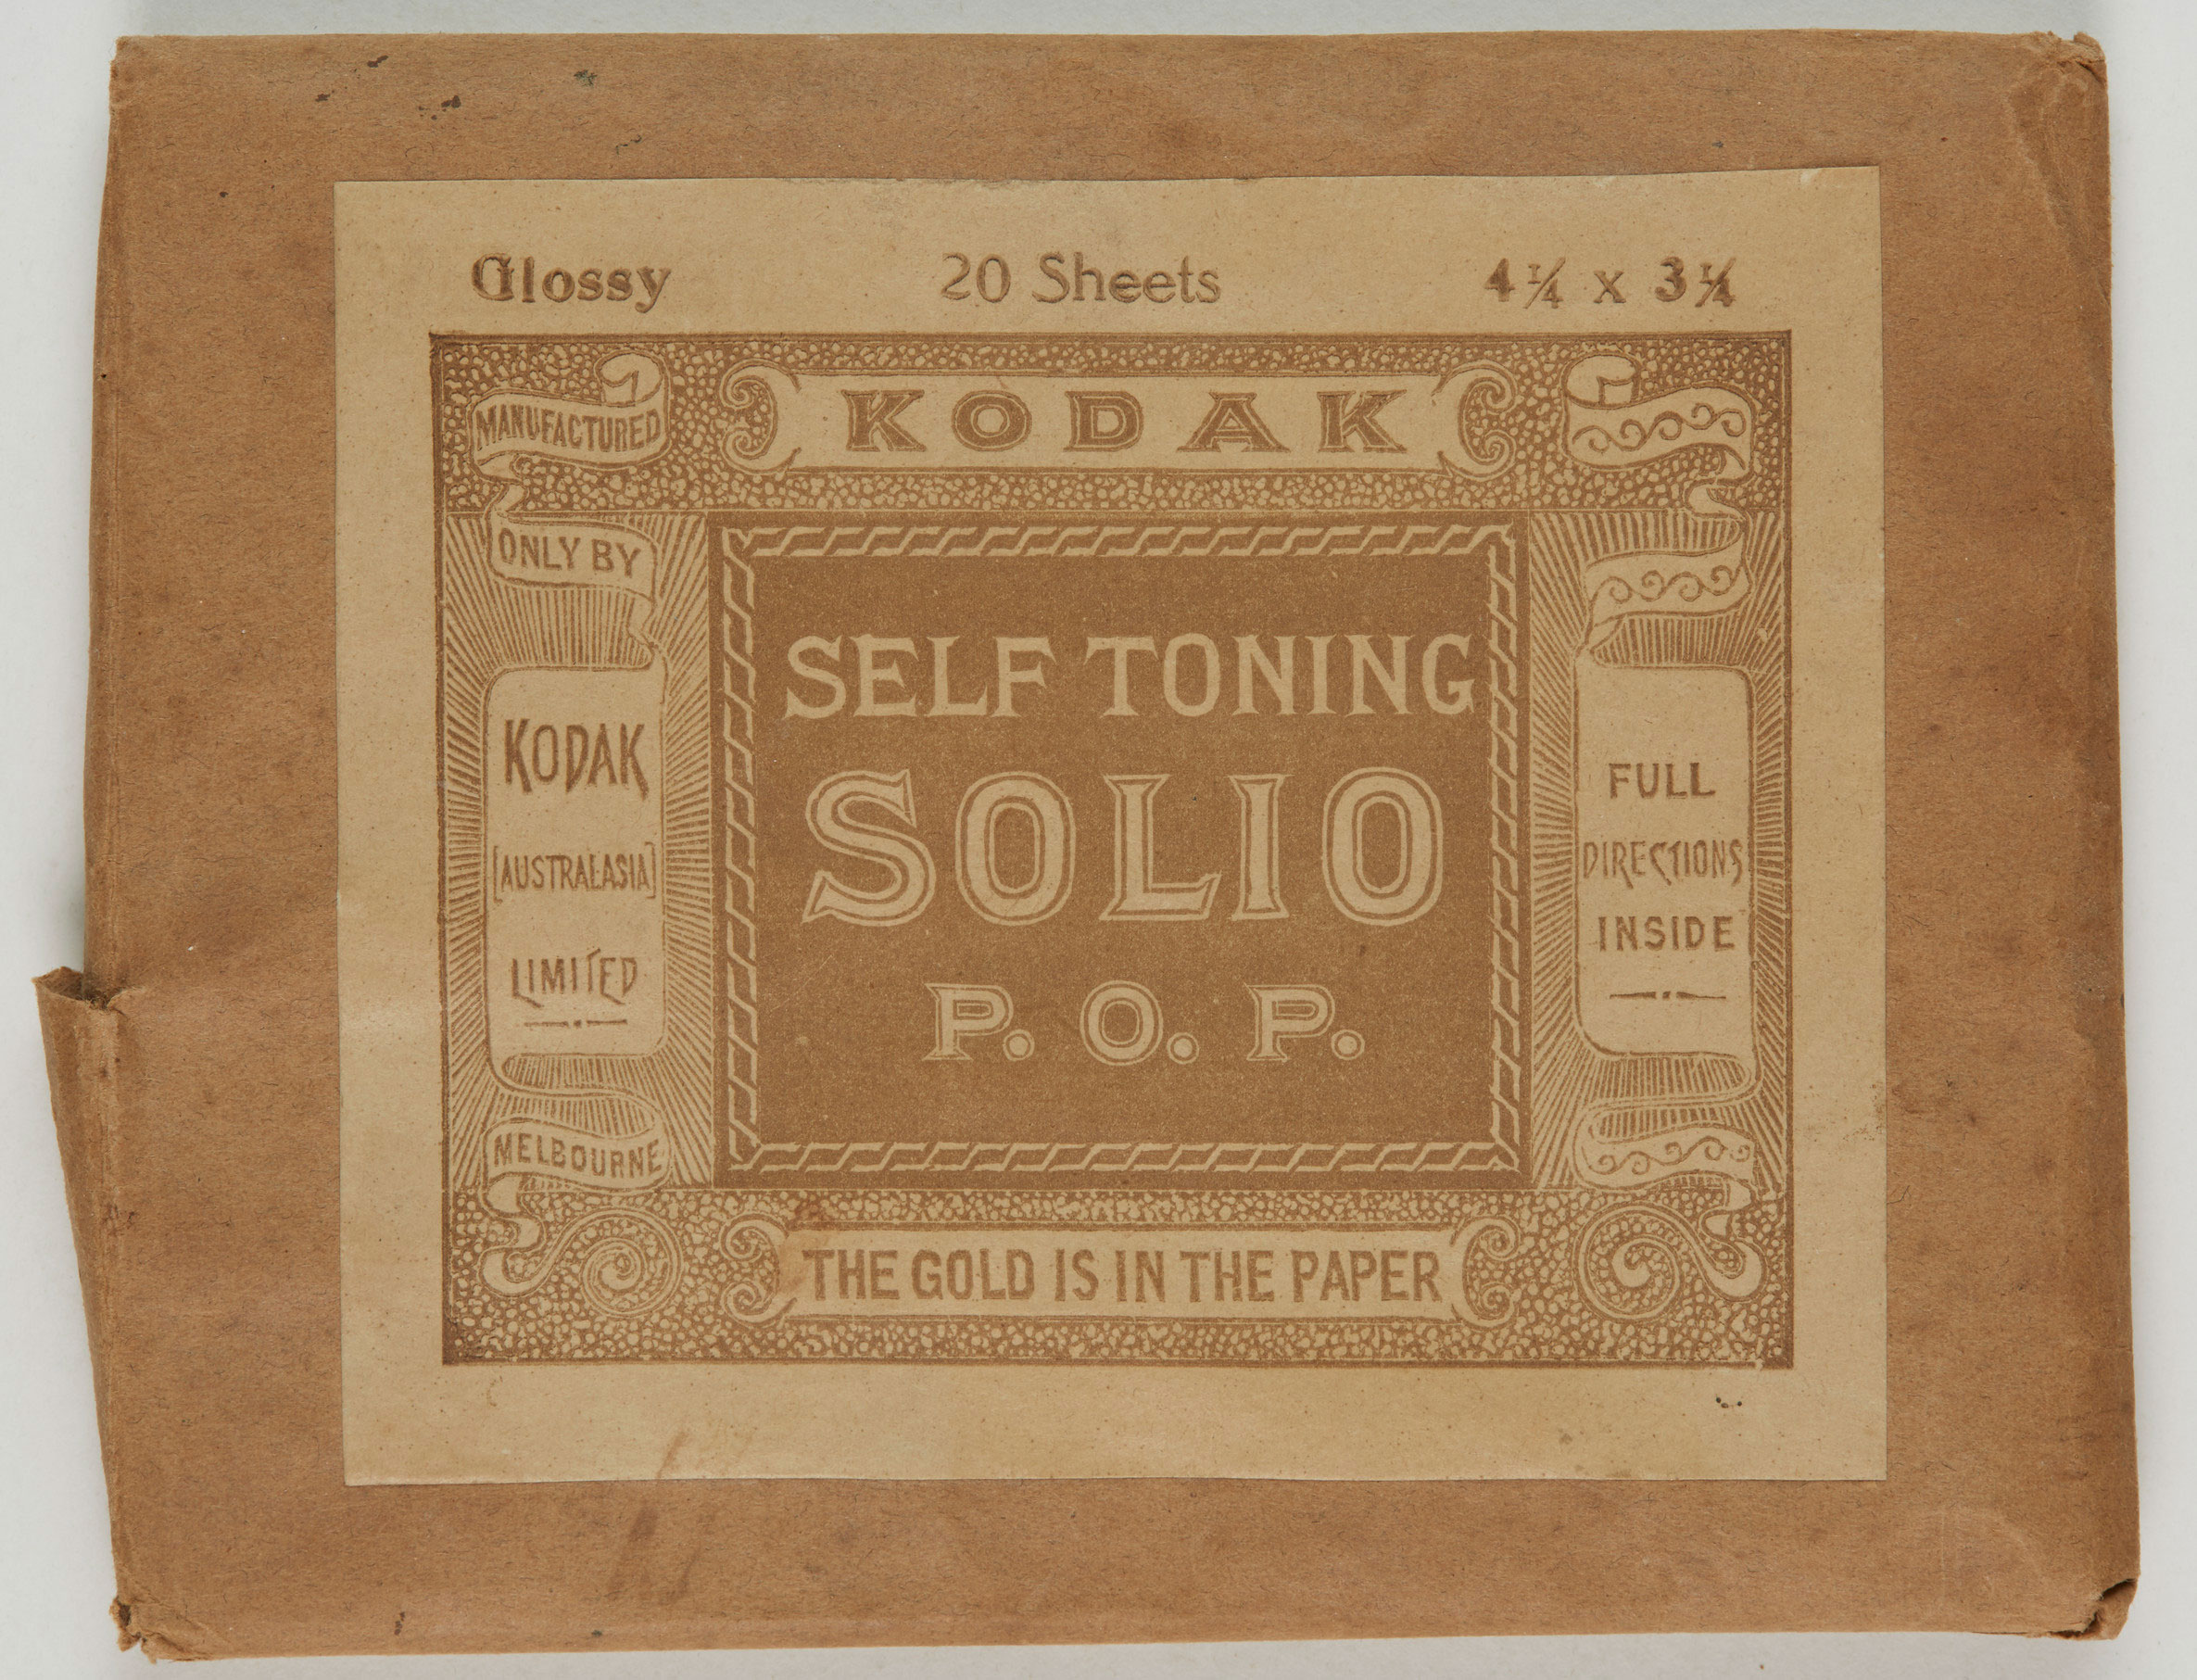 Glossy 20 Sheets 4¼ x 3¼
KODAK
MANUFACTURED
ONLY BY
KODAK
[AUSTRALASIA]
LIMITED
MELBOURNE
SELF TONING
SOLIO
P. O. P.
FULL
DIRECTIONS
INSIDE
THE GOLD IS IN THE PAPER